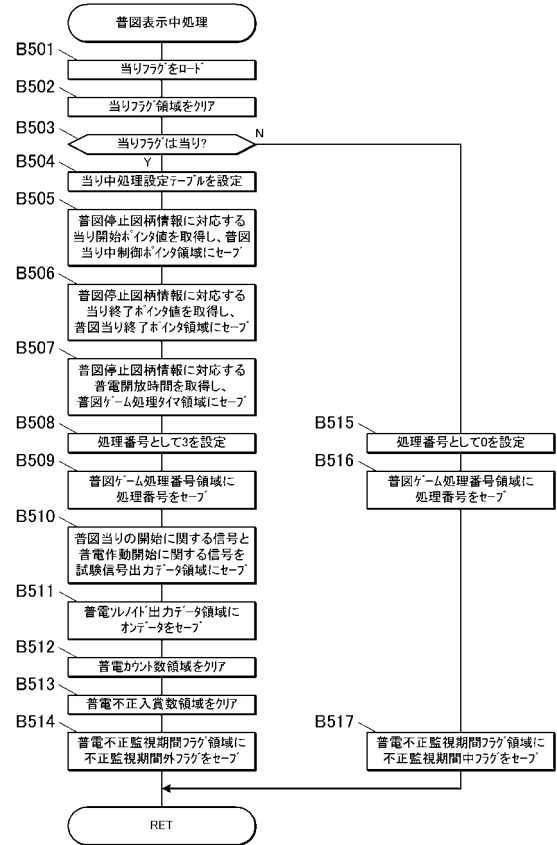 普図表示中処理
B501
当りフラグをロード
B502
当りフラグ領域をクリア
B503
当りフラグは当り?
N
Y
B504
当り中処理設定テーブルを設定
B505
普図停止図柄情報に対応する
当り開始ポインタ値を取得し、普図
当り中制御ポインタ領域にセーブ
B506
普図停止図柄情報に対応する
当り終了ポインタ値を取得し、
普図当り終了ポインタ領域にセーブ
B507
普図停止図柄情報に対応する
普電開放時間を取得し、
普図ゲーム処理タイマ領域にセーブ
B508
処理番号として3を設定
B509
普図ゲーム処理番号領域に
処理番号をセーブ
B510
普図当りの開始に関する信号と
普電作動開始に関する信号を
試験信号出力データ領域にセーブ
B511
普電ソレノイド出力データ領域に
オンデータをセーブ
B512
普電カウント数領域をクリア
B513
普電不正入賞数領域をクリア
B514
普電不正監視期間フラグ領域に
不正監視期間外フラグをセーブ
B515
処理番号として0を設定
B516
普図ゲーム処理番号領域に
処理番号をセーブ
B517
普電不正監視期間フラグ領域に
不正監視期間中フラグをセーブ
RET